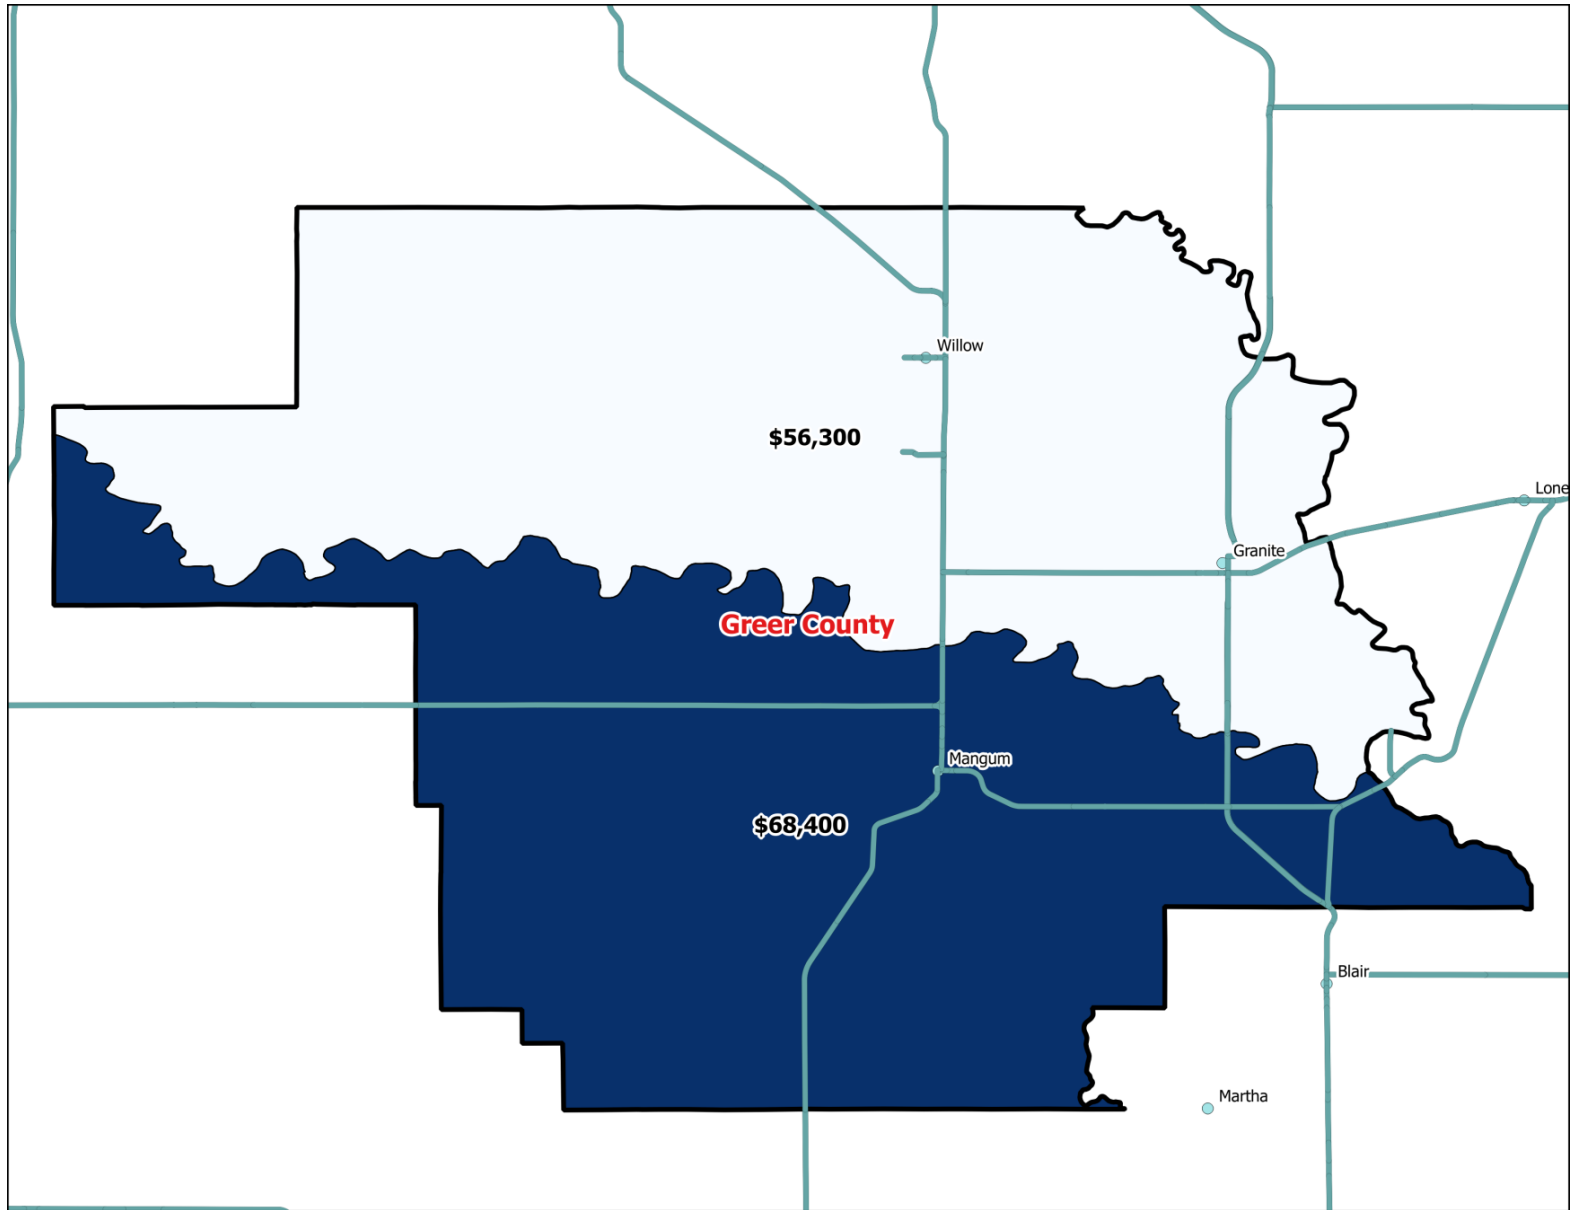 Willow
$56,300
Lone
Granite
Greer County
Mangum
$68,400
Blair
Martha